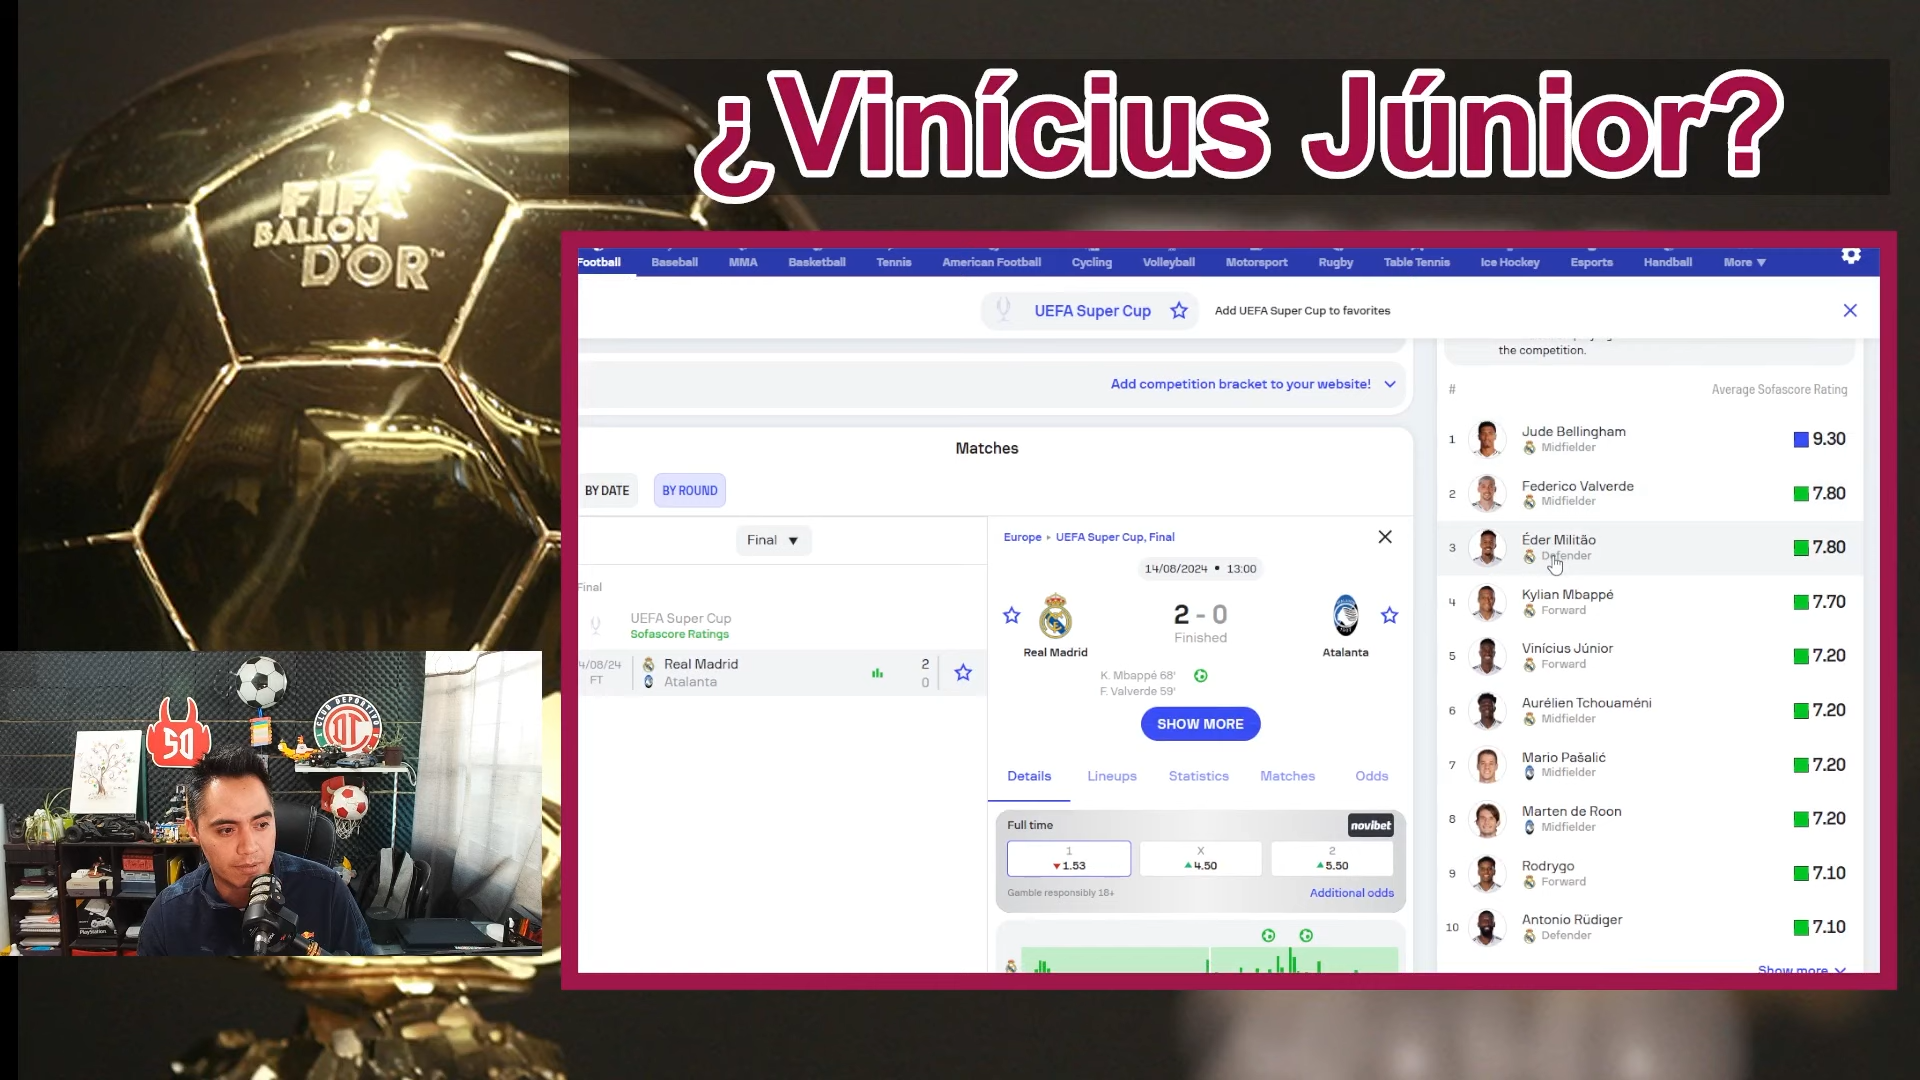 ¿Vinícius Júnior?
FIFA
BALLON
D'OR™
Football Baseball MMA Basketball Tennis American Football Cycling Volleyball Motorsport Rugby Table Tennis Ice Hockey Esports Handball More ▼
UEFA Super Cup Add UEFA Super Cup to favorites
the competition.
Add competition bracket to your website!
# Average Sofascore Rating
Matches
BY DATE BY ROUND
Final ▼
Final
UEFA Super Cup
Sofascore Ratings
4/08/24 Real Madrid 2
FT Atalanta 0
Europe ▸ UEFA Super Cup, Final
14/08/2024 • 13:00
2 - 0
Finished
Real Madrid Atalanta
K. Mbappé 68'
F. Valverde 59'
SHOW MORE
Details Lineups Statistics Matches Odds
Full time novibet
1 X 2
1.53 4.50 5.50
Gamble responsibly 18+ Additional odds
1 Jude Bellingham 9.30
Midfielder
2 Federico Valverde 7.80
Midfielder
3 Éder Militão 7.80
Defender
4 Kylian Mbappé 7.70
Forward
5 Vinícius Júnior 7.20
Forward
6 Aurélien Tchouaméni 7.20
Midfielder
7 Mario Pašalić 7.20
Midfielder
8 Marten de Roon 7.20
Midfielder
9 Rodrygo 7.10
Forward
10 Antonio Rüdiger 7.10
Defender
Show more
50
CLUB DEPORTIVO
PlayStation